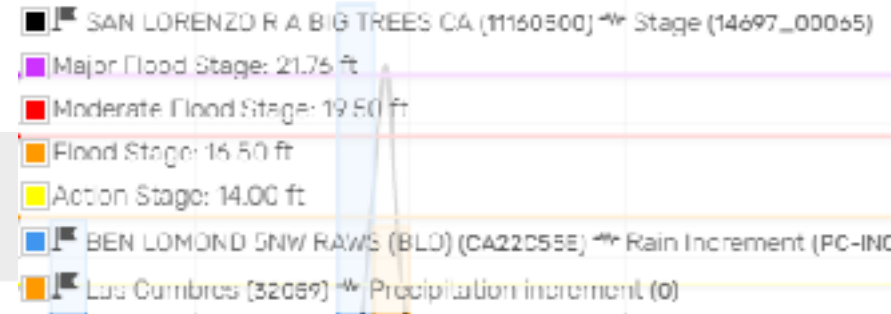 SAN LORENZO R A BIG TREES CA (11160500) Stage (14697_00065)
Major Flood Stage: 21.76 ft
Moderate Flood Stage: 19.50 ft
Flood Stage: 16.50 ft
Action Stage: 14.00 ft
BEN LOMOND 5NW RAWS (BLO) Rain Increment
Las Cumbres (32059) Precipitation increment (0)